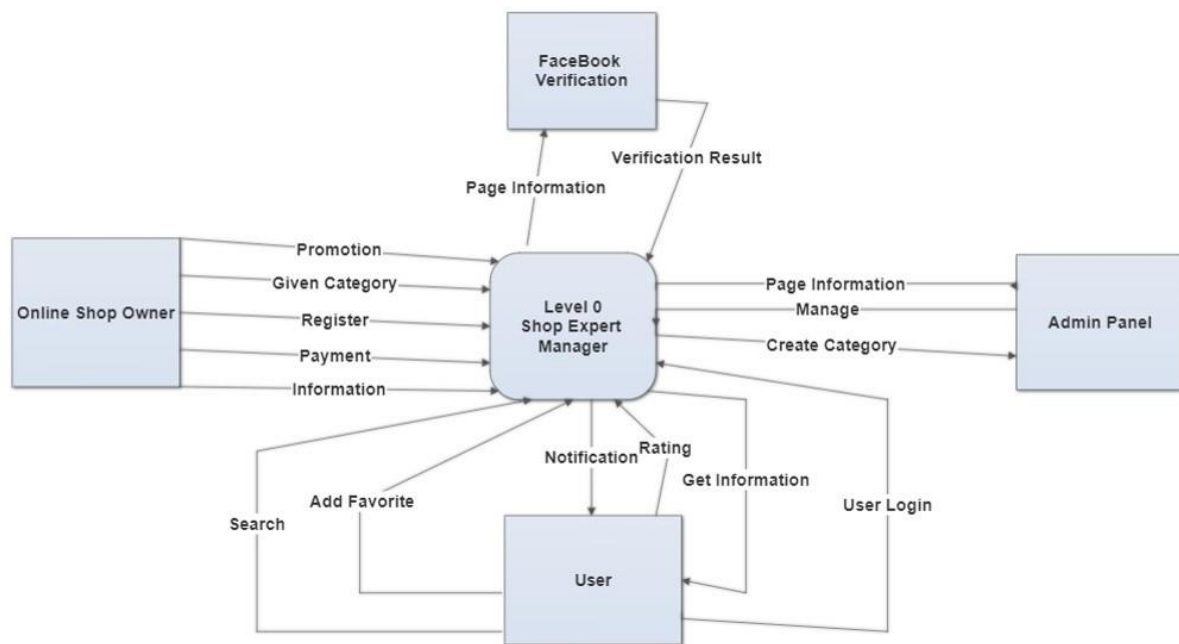 FaceBook
Verification
Verification Result
Page Information
Promotion
Given Category
Online Shop Owner
Register
Payment
Information
Level 0
Shop Expert
Manager
Page Information
Manage
Admin Panel
Create Category
Notification
Rating
Get Information
Add Favorite
User Login
Search
User